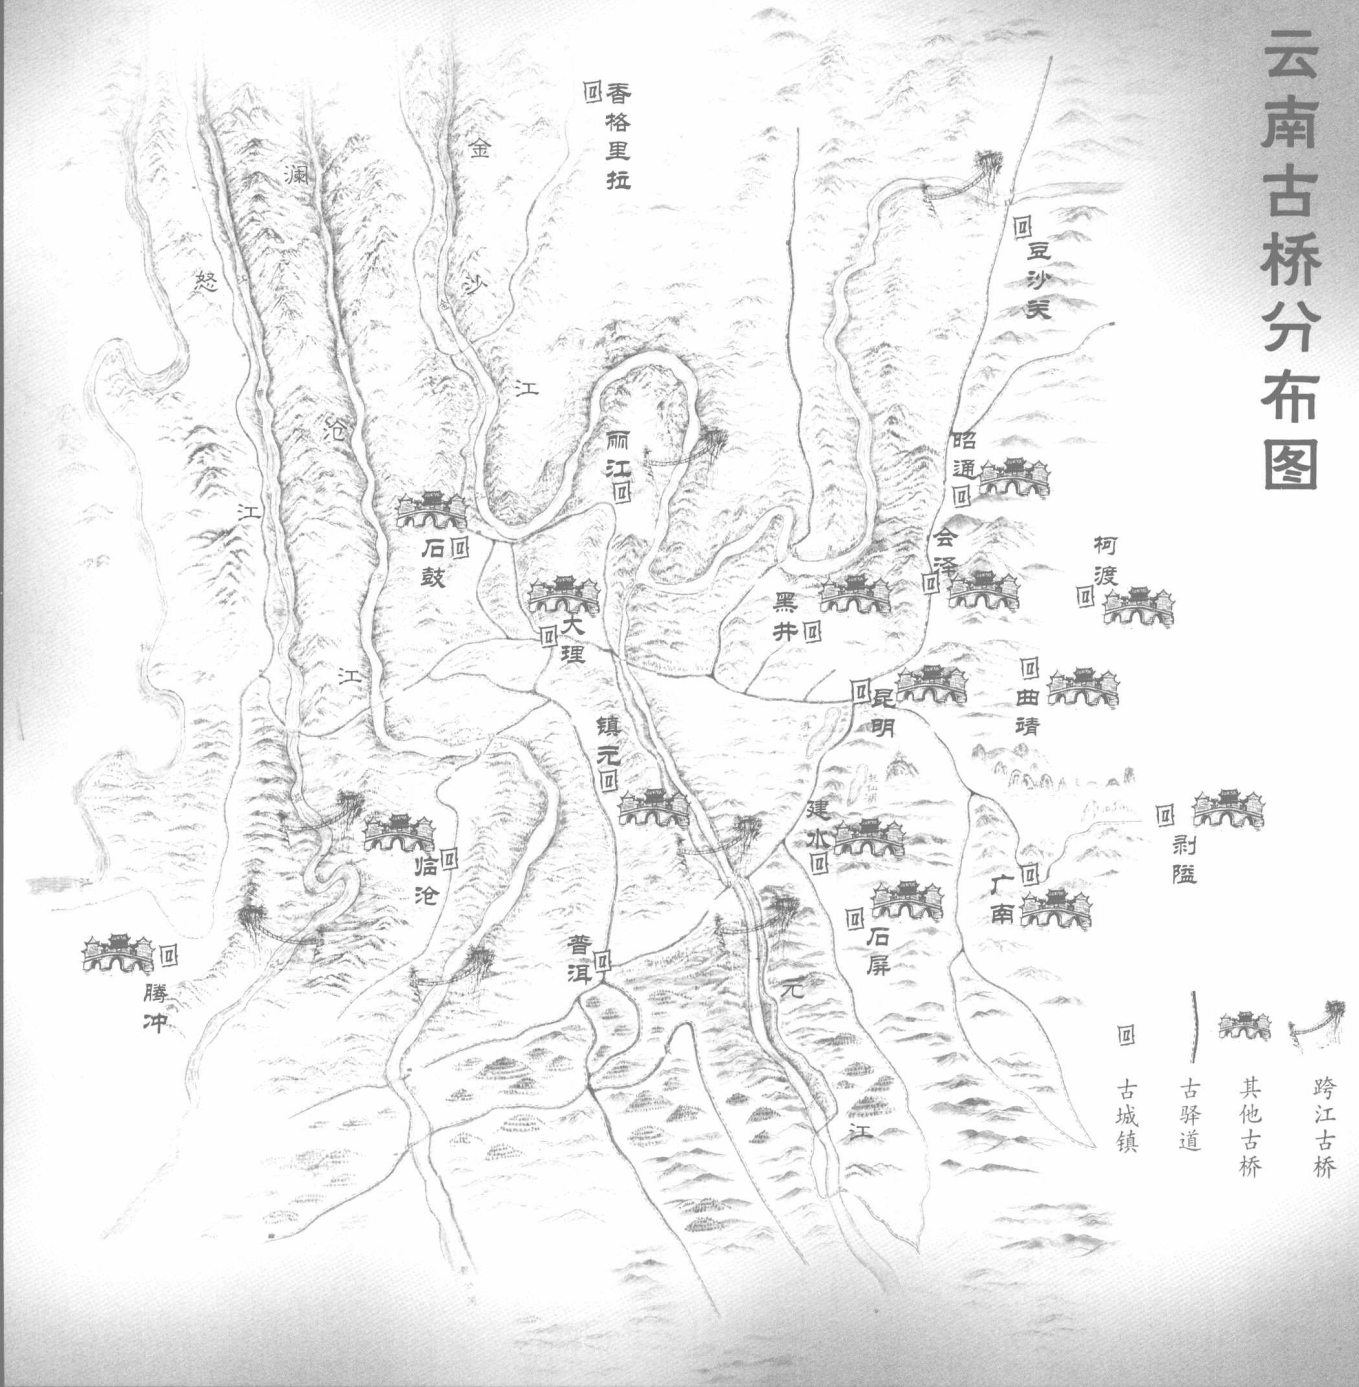 云南古桥分布图
香格里拉
金沙江
澜沧江
怒江
豆沙关
丽江
昭通
石鼓
会泽
柯渡
大理
黑井
昆明
曲靖
镇元
建水
剥隘
临沧
广南
石屏
普洱
腾冲
元江
古城镇
古驿道
其他古桥
跨江古桥